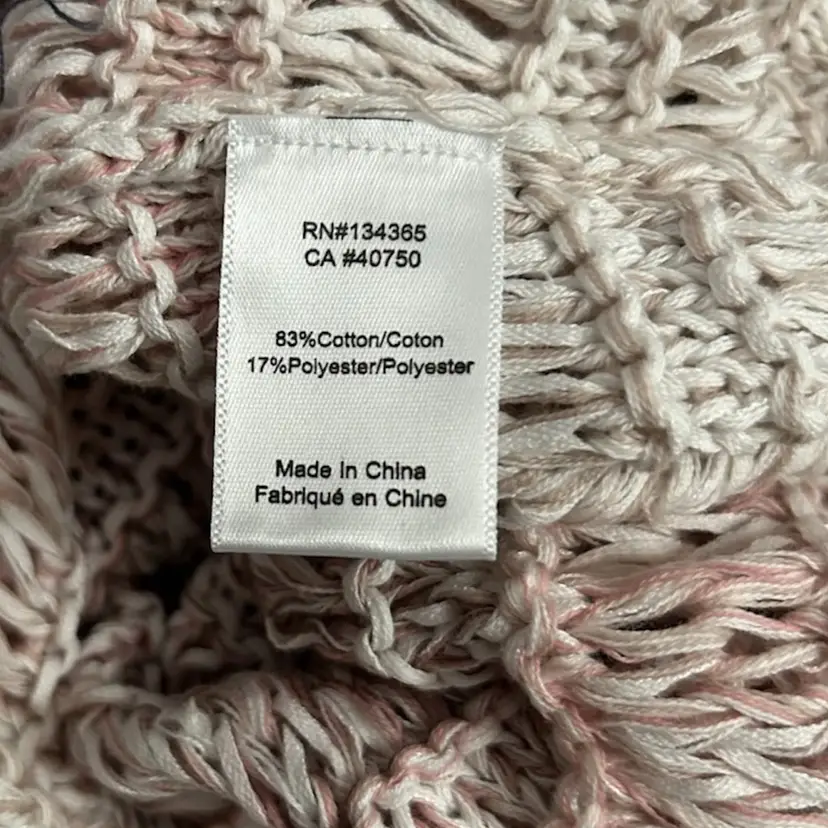 RN#134365
CA #40750
83%Cotton/Coton
17%Polyester/Polyester
Made in China
Fabriqué en Chine